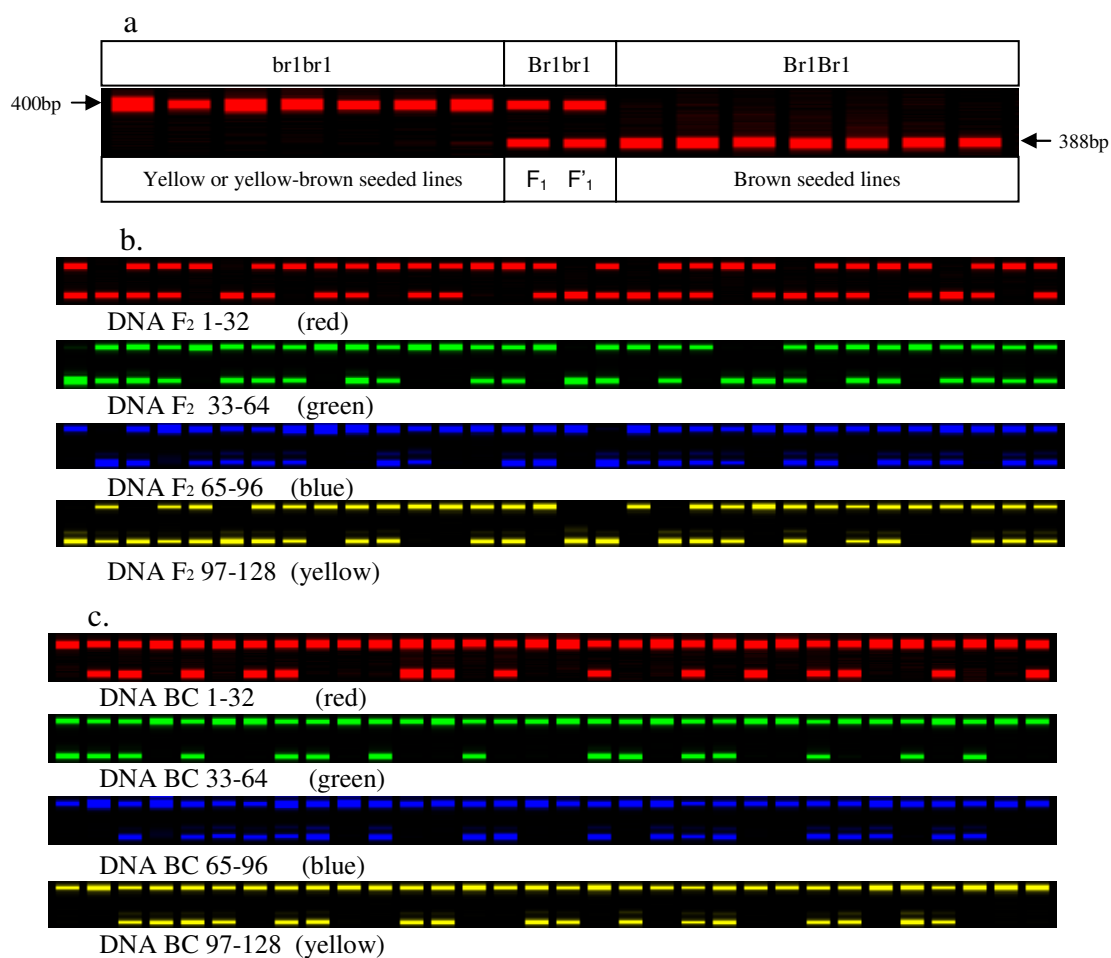 a
br1br1 Br1br1 Br1Br1
400bp
388bp
Yellow or yellow-brown seeded lines F1 F'1 Brown seeded lines
b.
DNA F2 1-32 (red)
DNA F2 33-64 (green)
DNA F2 65-96 (blue)
DNA F2 97-128 (yellow)
c.
DNA BC 1-32 (red)
DNA BC 33-64 (green)
DNA BC 65-96 (blue)
DNA BC 97-128 (yellow)